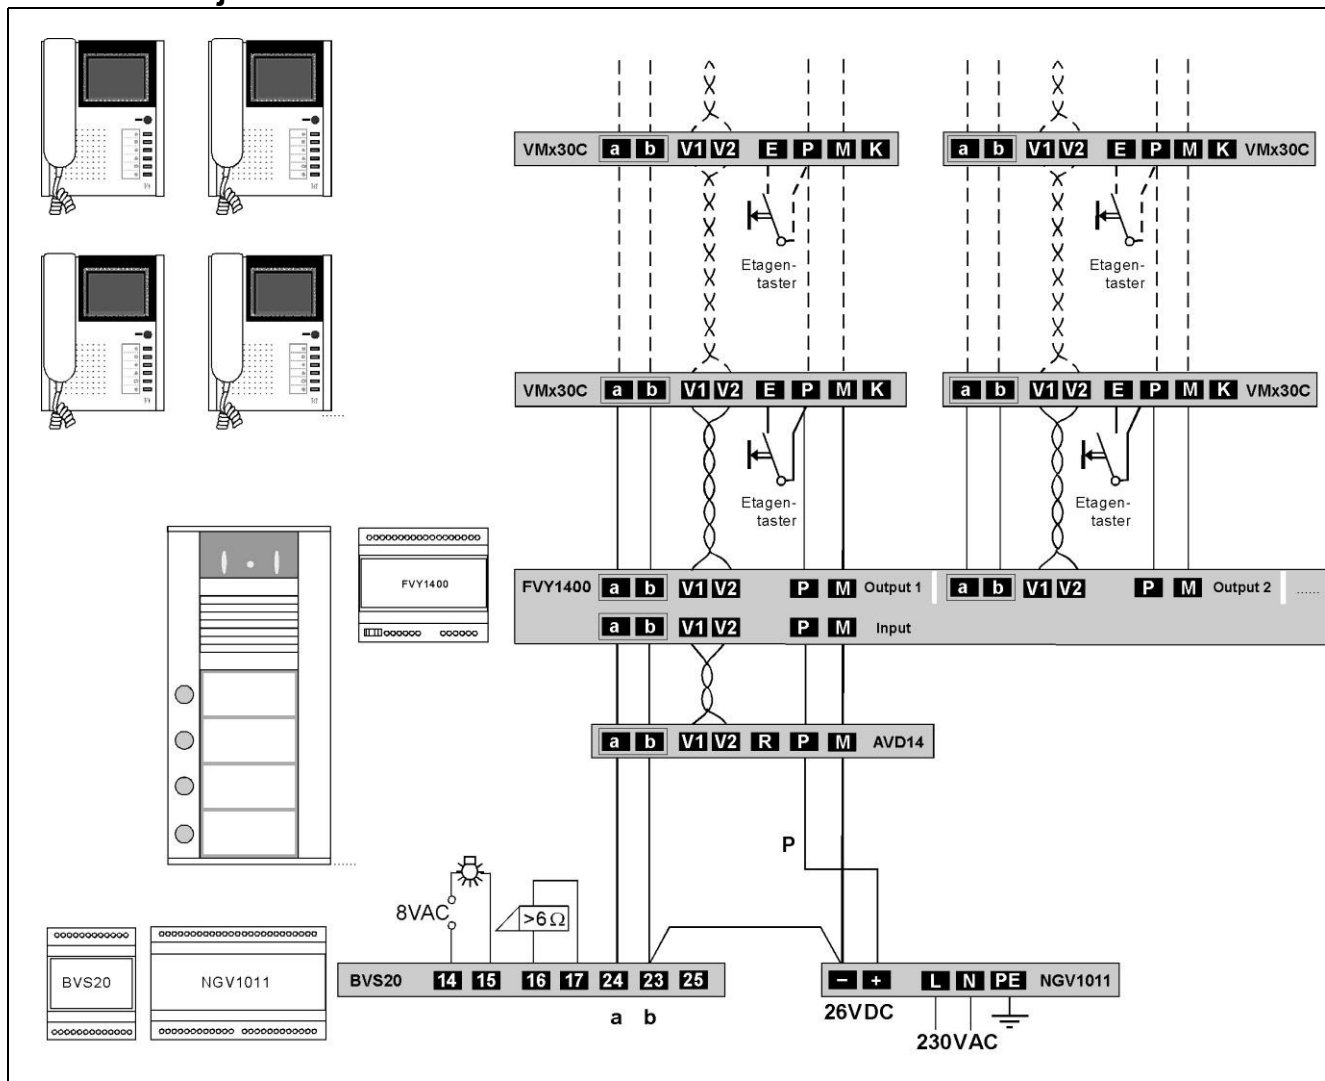 VMx30C a b V1 V2 E P M K
a b V1 V2 E P M K VMx30C
Etagen-
taster
Etagen-
taster
VMx30C a b V1 V2 E P M K
a b V1 V2 E P M K VMx30C
Etagen-
taster
Etagen-
taster
FVY1400
FVY1400 a b V1 V2 P M Output 1 a b V1 V2 P M Output 2 ......
a b V1 V2 P M Input
a b V1 V2 R P M AVD14
P
8VAC
>6Ω
BVS20
NGV1011
BVS20 14 15 16 17 24 23 25
– + L N PE NGV1011
a b
26VDC
230VAC